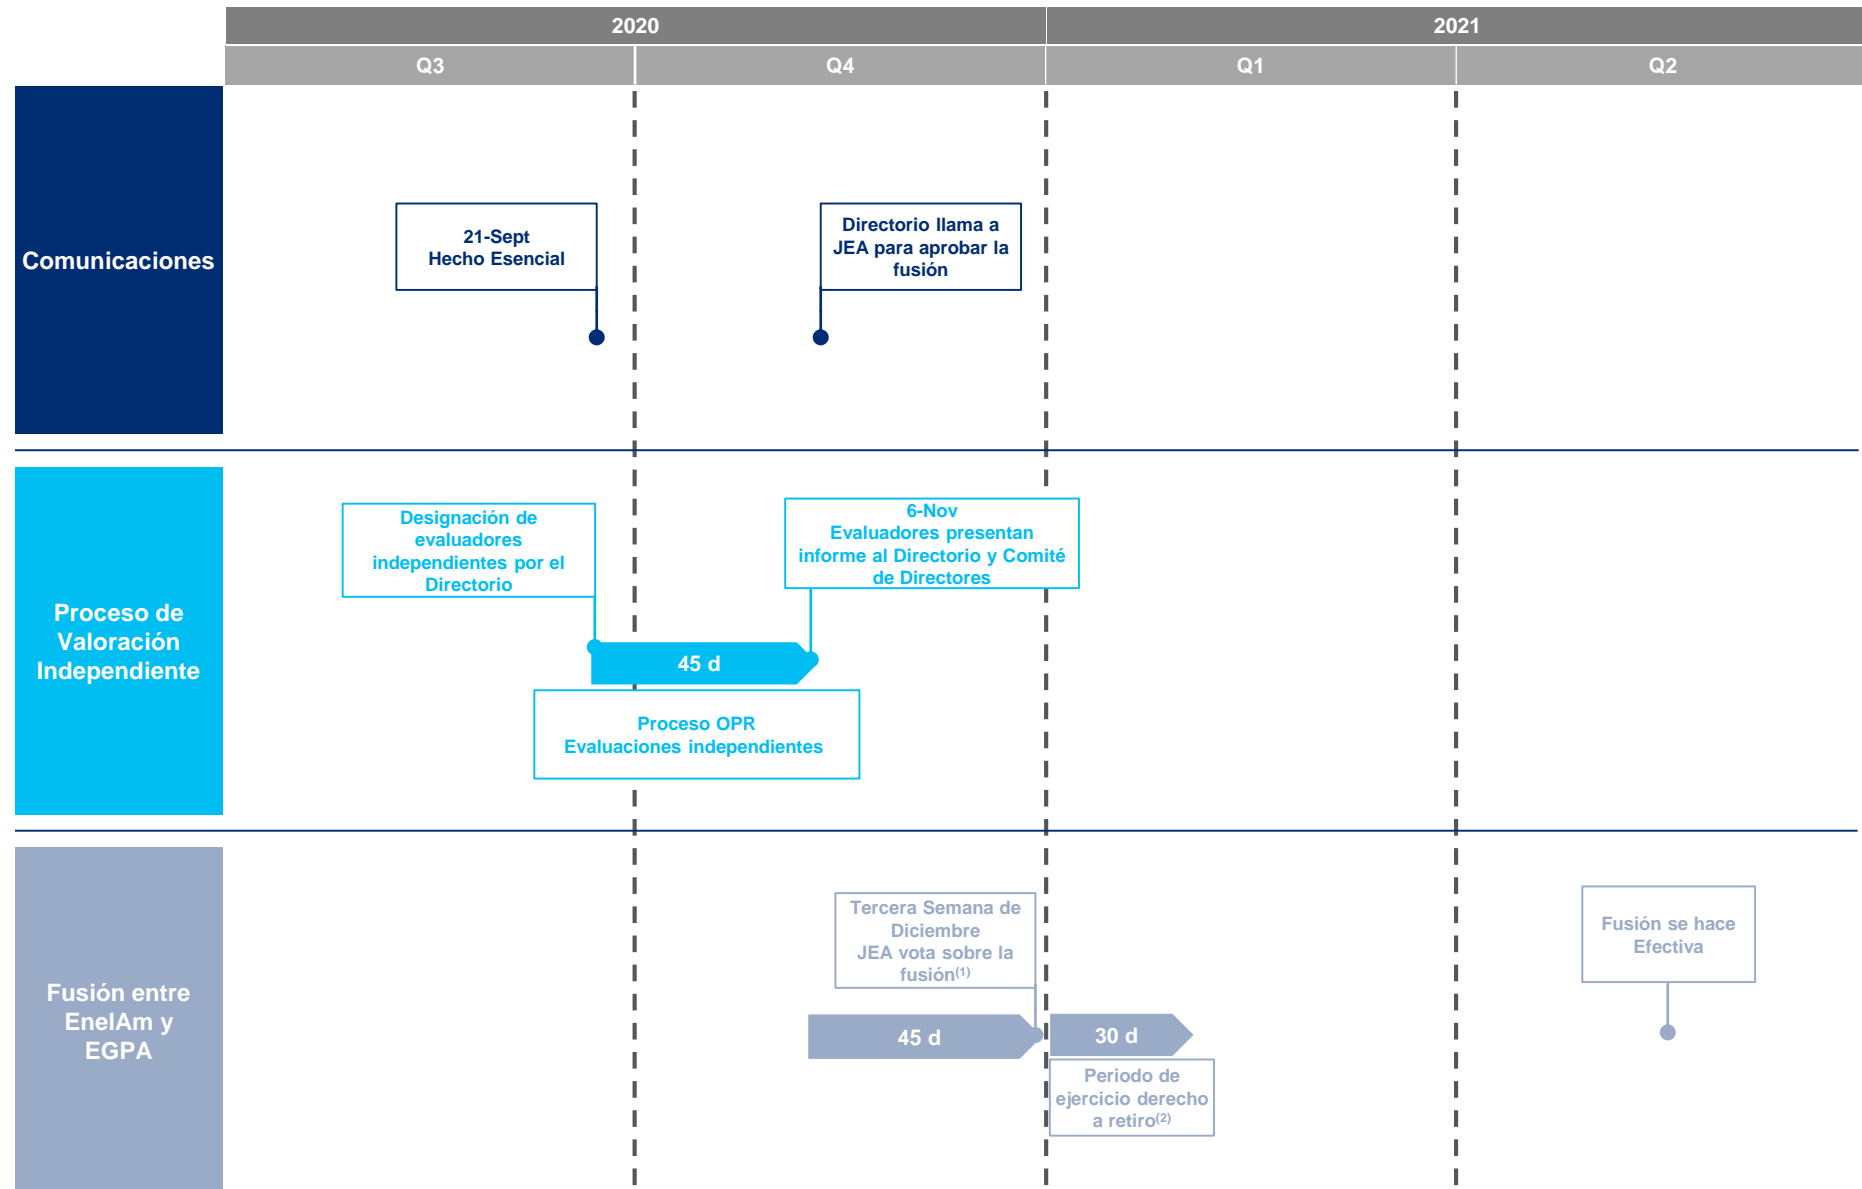 2020
2021
Q3
Q4
Q1
Q2
Comunicaciones
21-Sept
Hecho Esencial
Directorio llama a
JEA para aprobar la
fusión
Proceso de
Valoración
Independiente
Designación de
evaluadores
independientes por el
Directorio
6-Nov
Evaluadores presentan
informe al Directorio y Comité
de Directores
45 d
Proceso OPR
Evaluaciones independientes
Fusión entre
EnelAm y
EGPA
Tercera Semana de
Diciembre
JEA vota sobre la
fusión(1)
45 d
30 d
Periodo de
ejercicio derecho
a retiro(2)
Fusión se hace
Efectiva